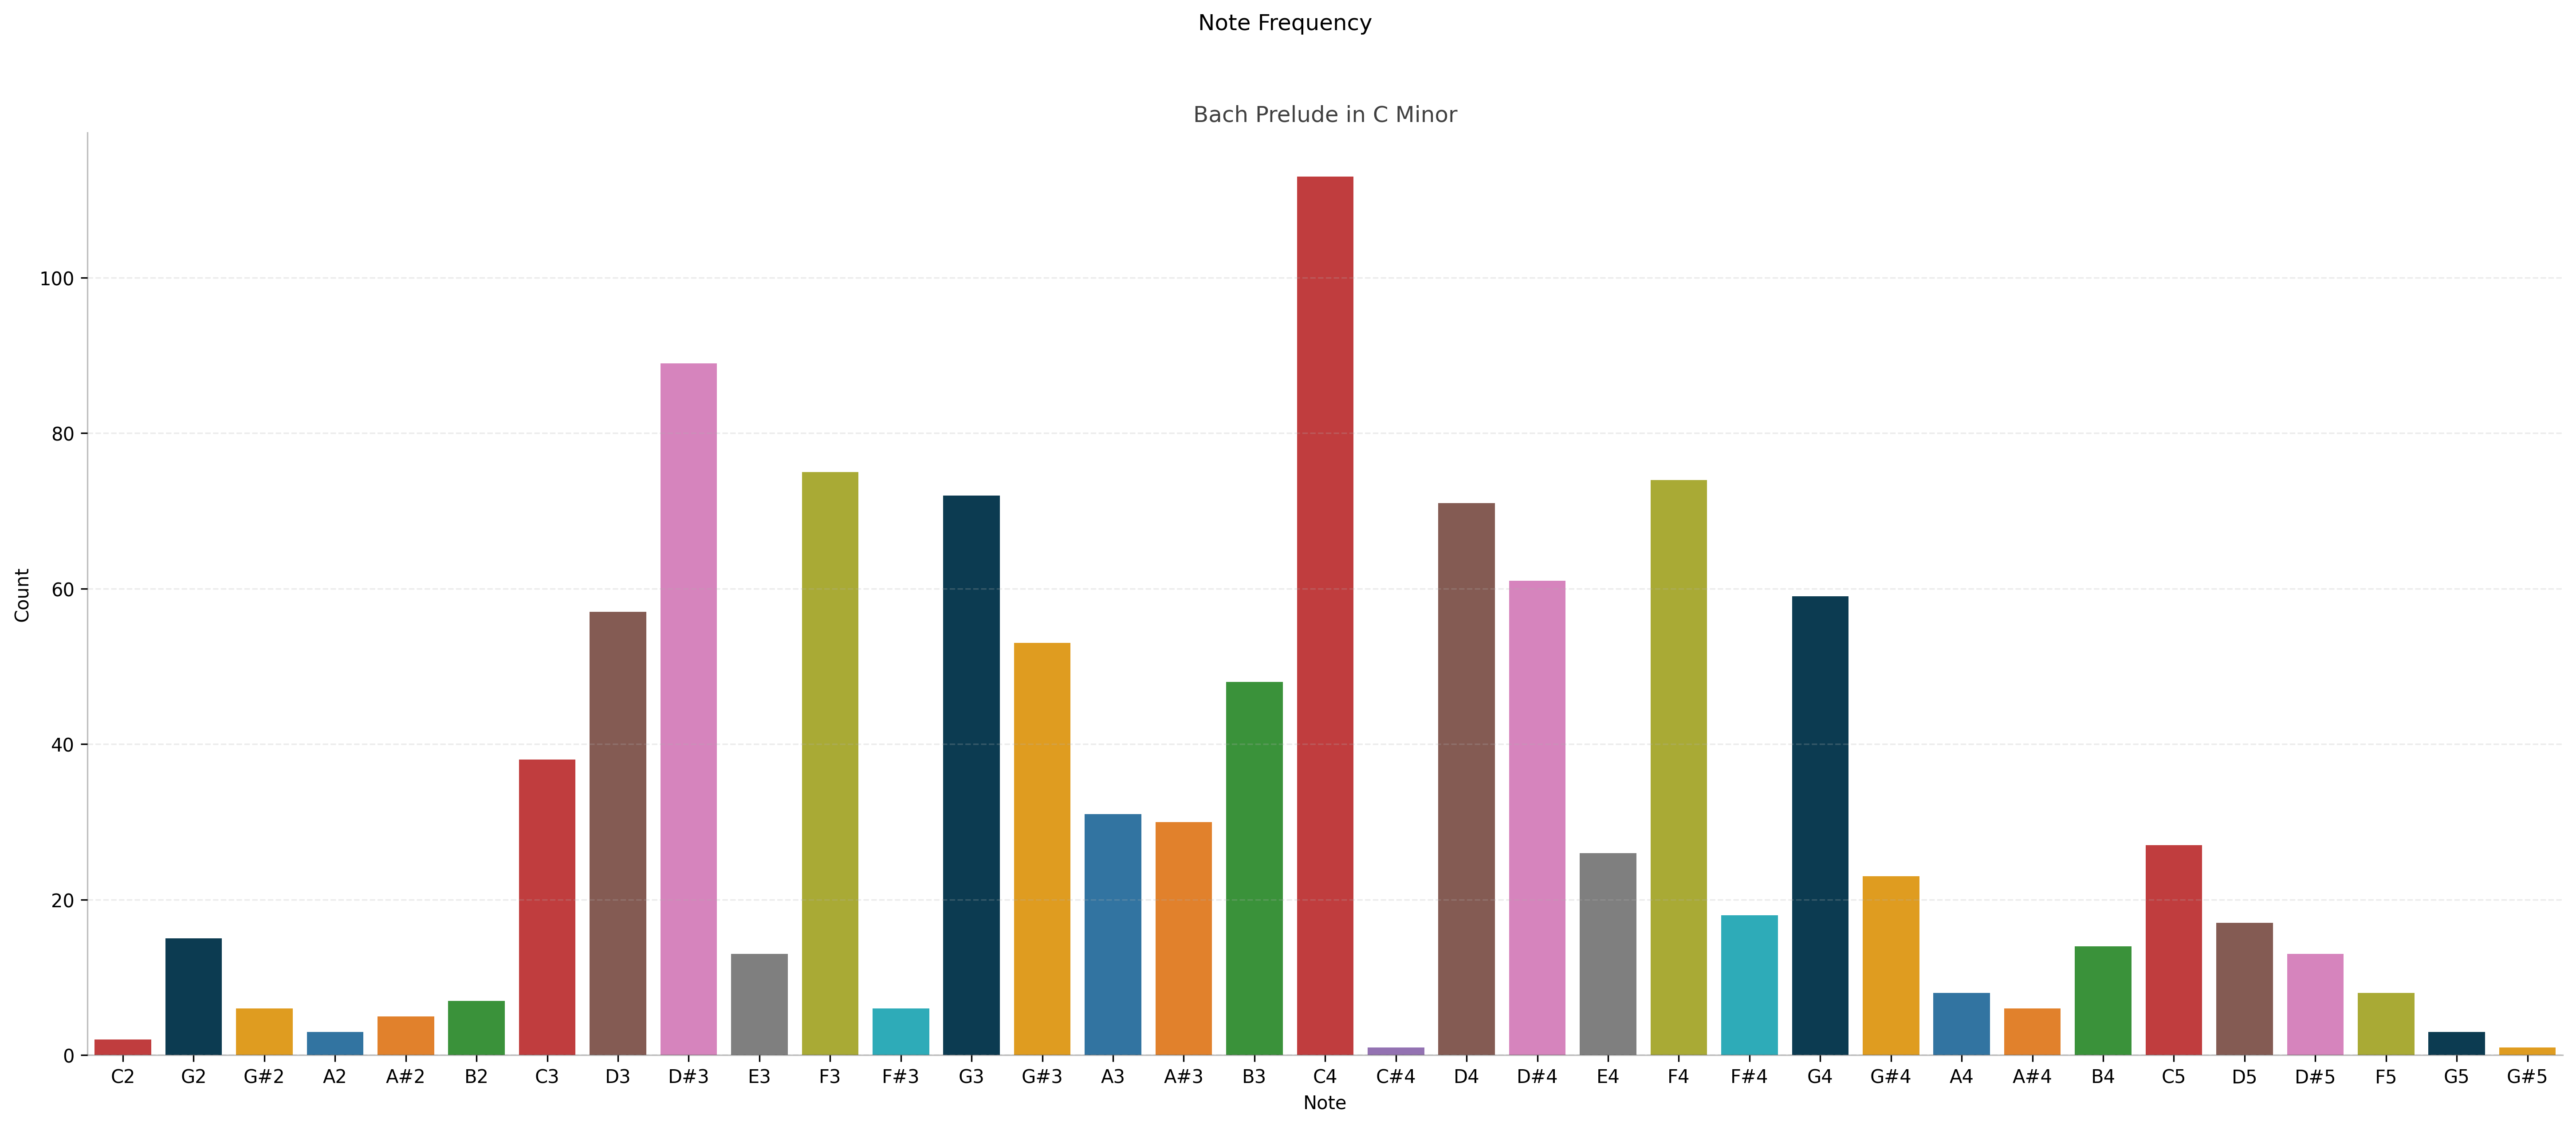 Note Frequency
Bach Prelude in C Minor
100
80
60
40
20
0
Count
C2 G2 G#2 A2 A#2 B2 C3 D3 D#3 E3 F3 F#3 G3 G#3 A3 A#3 B3 C4 C#4 D4 D#4 E4 F4 F#4 G4 G#4 A4 A#4 B4 C5 D5 D#5 F5 G5 G#5
Note